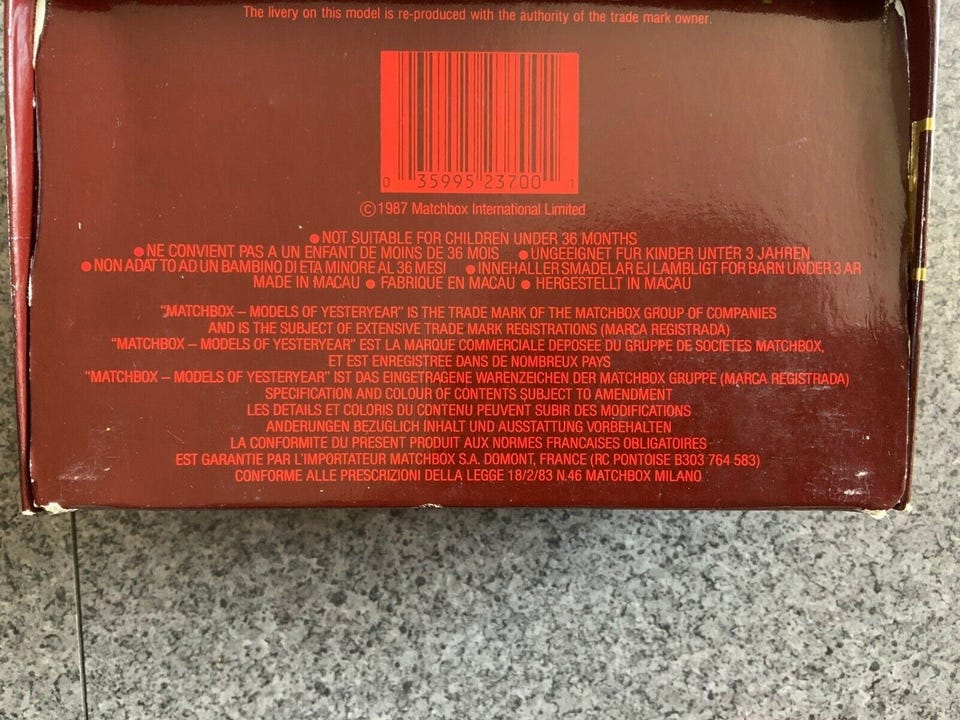 The livery on this model is re-produced with the authority of the trade mark owner.
0 35995 23700 1
© 1987 Matchbox International Limited
● NOT SUITABLE FOR CHILDREN UNDER 36 MONTHS
● NE CONVIENT PAS A UN ENFANT DE MOINS DE 36 MOIS ● UNGEEIGNET FUR KINDER UNTER 3 JAHREN
● NON ADAT TO AD UN BAMBINO DI ETA MINORE AL 36 MESI ● INNEHALLER SMADELAR EJ LAMBLIGT FOR BARN UNDER 3 AR
MADE IN MACAU ● FABRIQUE EN MACAU ● HERGESTELLT IN MACAU
"MATCHBOX – MODELS OF YESTERYEAR" IS THE TRADE MARK OF THE MATCHBOX GROUP OF COMPANIES
AND IS THE SUBJECT OF EXTENSIVE TRADE MARK REGISTRATIONS (MARCA REGISTRADA)
"MATCHBOX – MODELS OF YESTERYEAR" EST LA MARQUE COMMERCIALE DEPOSEE DU GRUPPE DE SOCIETES MATCHBOX,
ET EST ENREGISTREE DANS DE NOMBREUX PAYS
"MATCHBOX – MODELS OF YESTERYEAR" IST DAS EINGETRAGENE WARENZEICHEN DER MATCHBOX GRUPPE (MARCA REGISTRADA)
SPECIFICATION AND COLOUR OF CONTENTS SUBJECT TO AMENDMENT
LES DETAILS ET COLORIS DU CONTENU PEUVENT SUBIR DES MODIFICATIONS
ANDERUNGEN BEZUGLICH INHALT UND AUSSTATTUNG VORBEHALTEN
LA CONFORMITE DU PRESENT PRODUIT AUX NORMES FRANCAISES OBLIGATOIRES
EST GARANTIE PAR L'IMPORTATEUR MATCHBOX S.A. DOMONT, FRANCE (RC PONTOISE B303 764 583)
CONFORME ALLE PRESCRIZIONI DELLA LEGGE 18/2/83 N.46 MATCHBOX MILANO